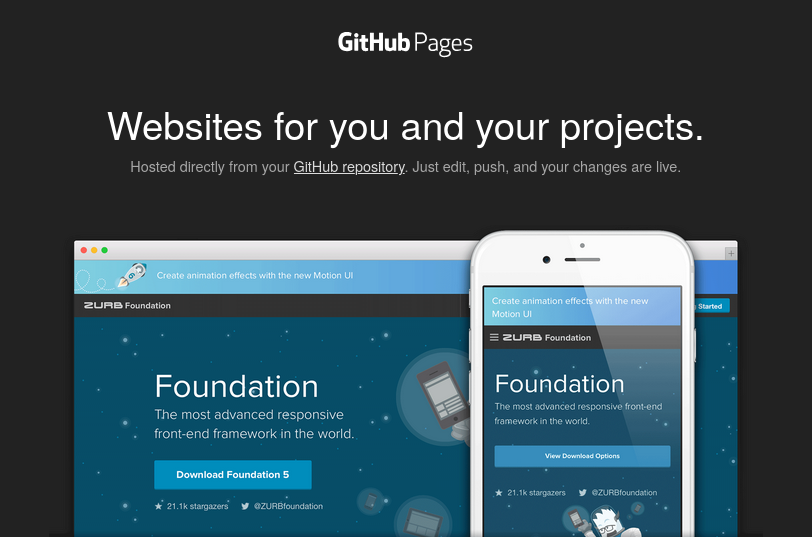 GitHub Pages
Websites for you and your projects.
Hosted directly from your GitHub repository. Just edit, push, and your changes are live.
Create animation effects with the new Motion UI
ZURB Foundation
Started
Foundation
The most advanced responsive
front-end framework in the world.
Download Foundation 5
21.1k stargazers @ZURBfoundation
Create animation effects with the new
Motion UI
ZURB Foundation
Foundation
The most advanced responsive front-end
framework in the world.
View Download Options
21.1k stargazers @ZURBfoundation